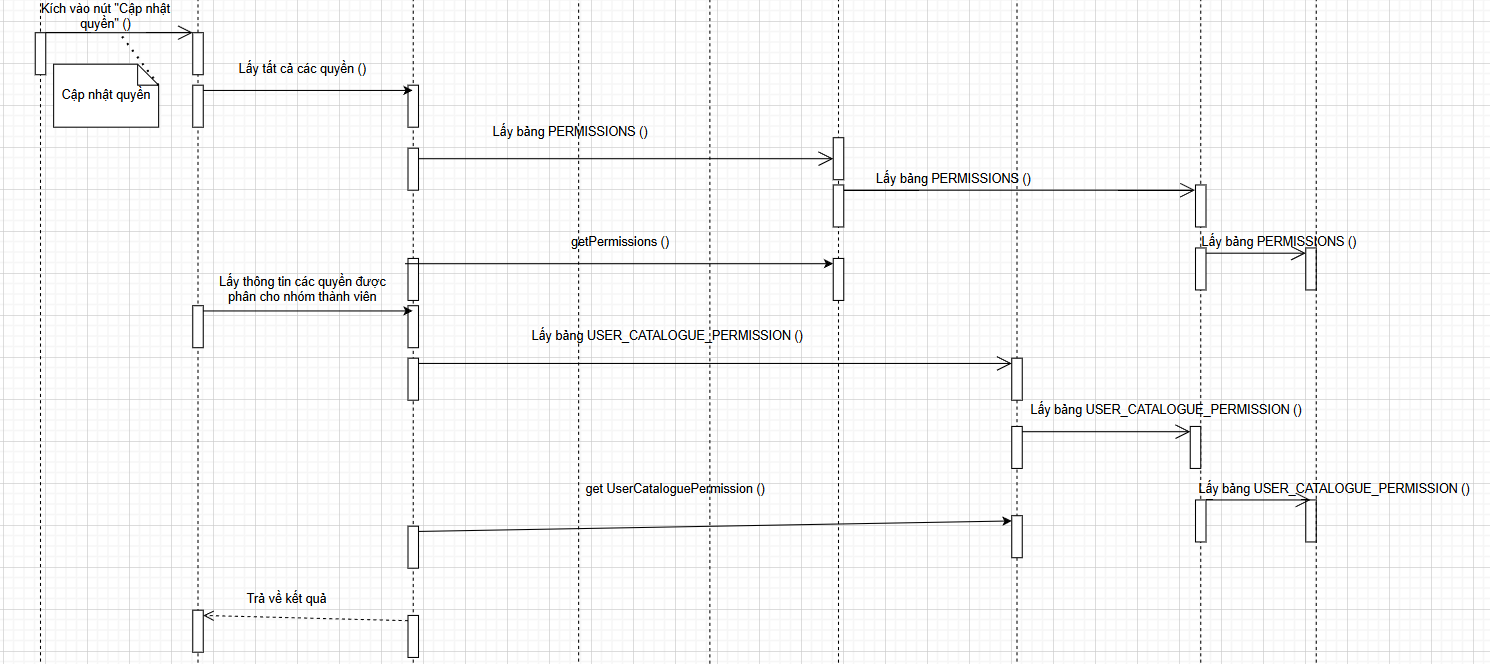 Kích vào nút "Cập nhật
quyền" ()
Cập nhật quyền
Lấy tất cả các quyền ()
Lấy bảng PERMISSIONS ()
Lấy bảng PERMISSIONS ()
getPermissions ()
Lấy bảng PERMISSIONS ()
Lấy thông tin các quyền được
phân cho nhóm thành viên
Lấy bảng USER_CATALOGUE_PERMISSION ()
Lấy bảng USER_CATALOGUE_PERMISSION ()
get UserCataloguePermission ()
Lấy bảng USER_CATALOGUE_PERMISSION ()
Trả về kết quả